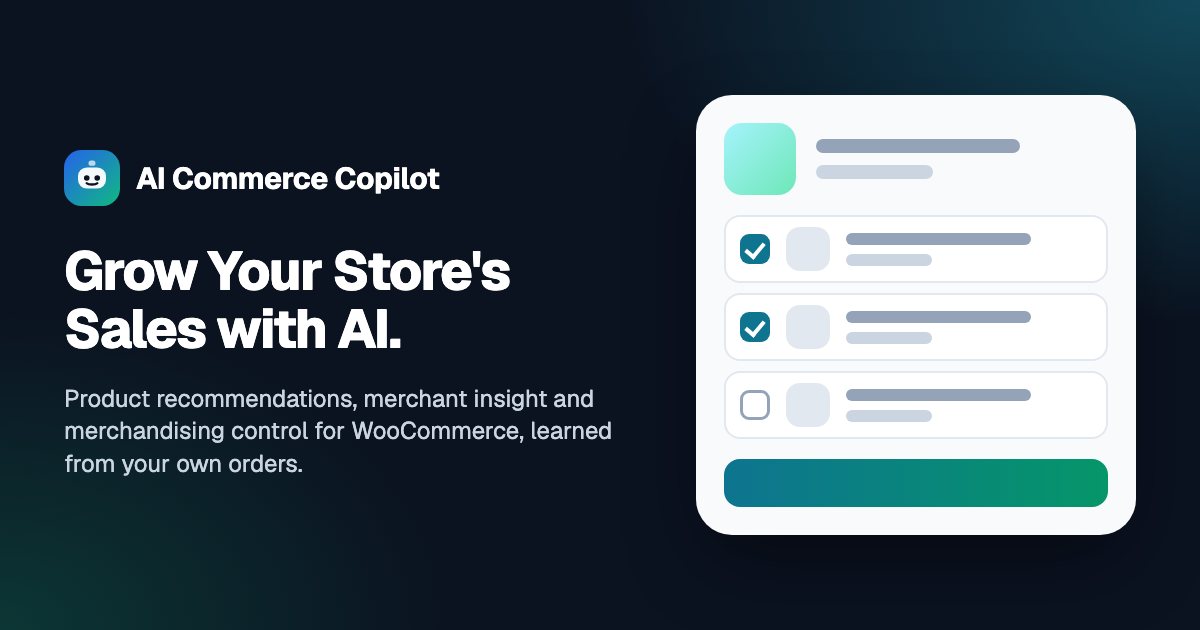 AI Commerce Copilot
Grow Your Store's
Sales with AI.
Product recommendations, merchant insight and
merchandising control for WooCommerce, learned
from your own orders.